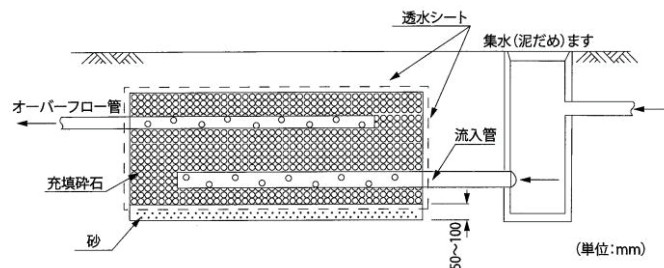 透水シート
集水(泥だめ)ます
オーバーフロー管
流入管
充填砕石
砂
50~100
(単位:mm)